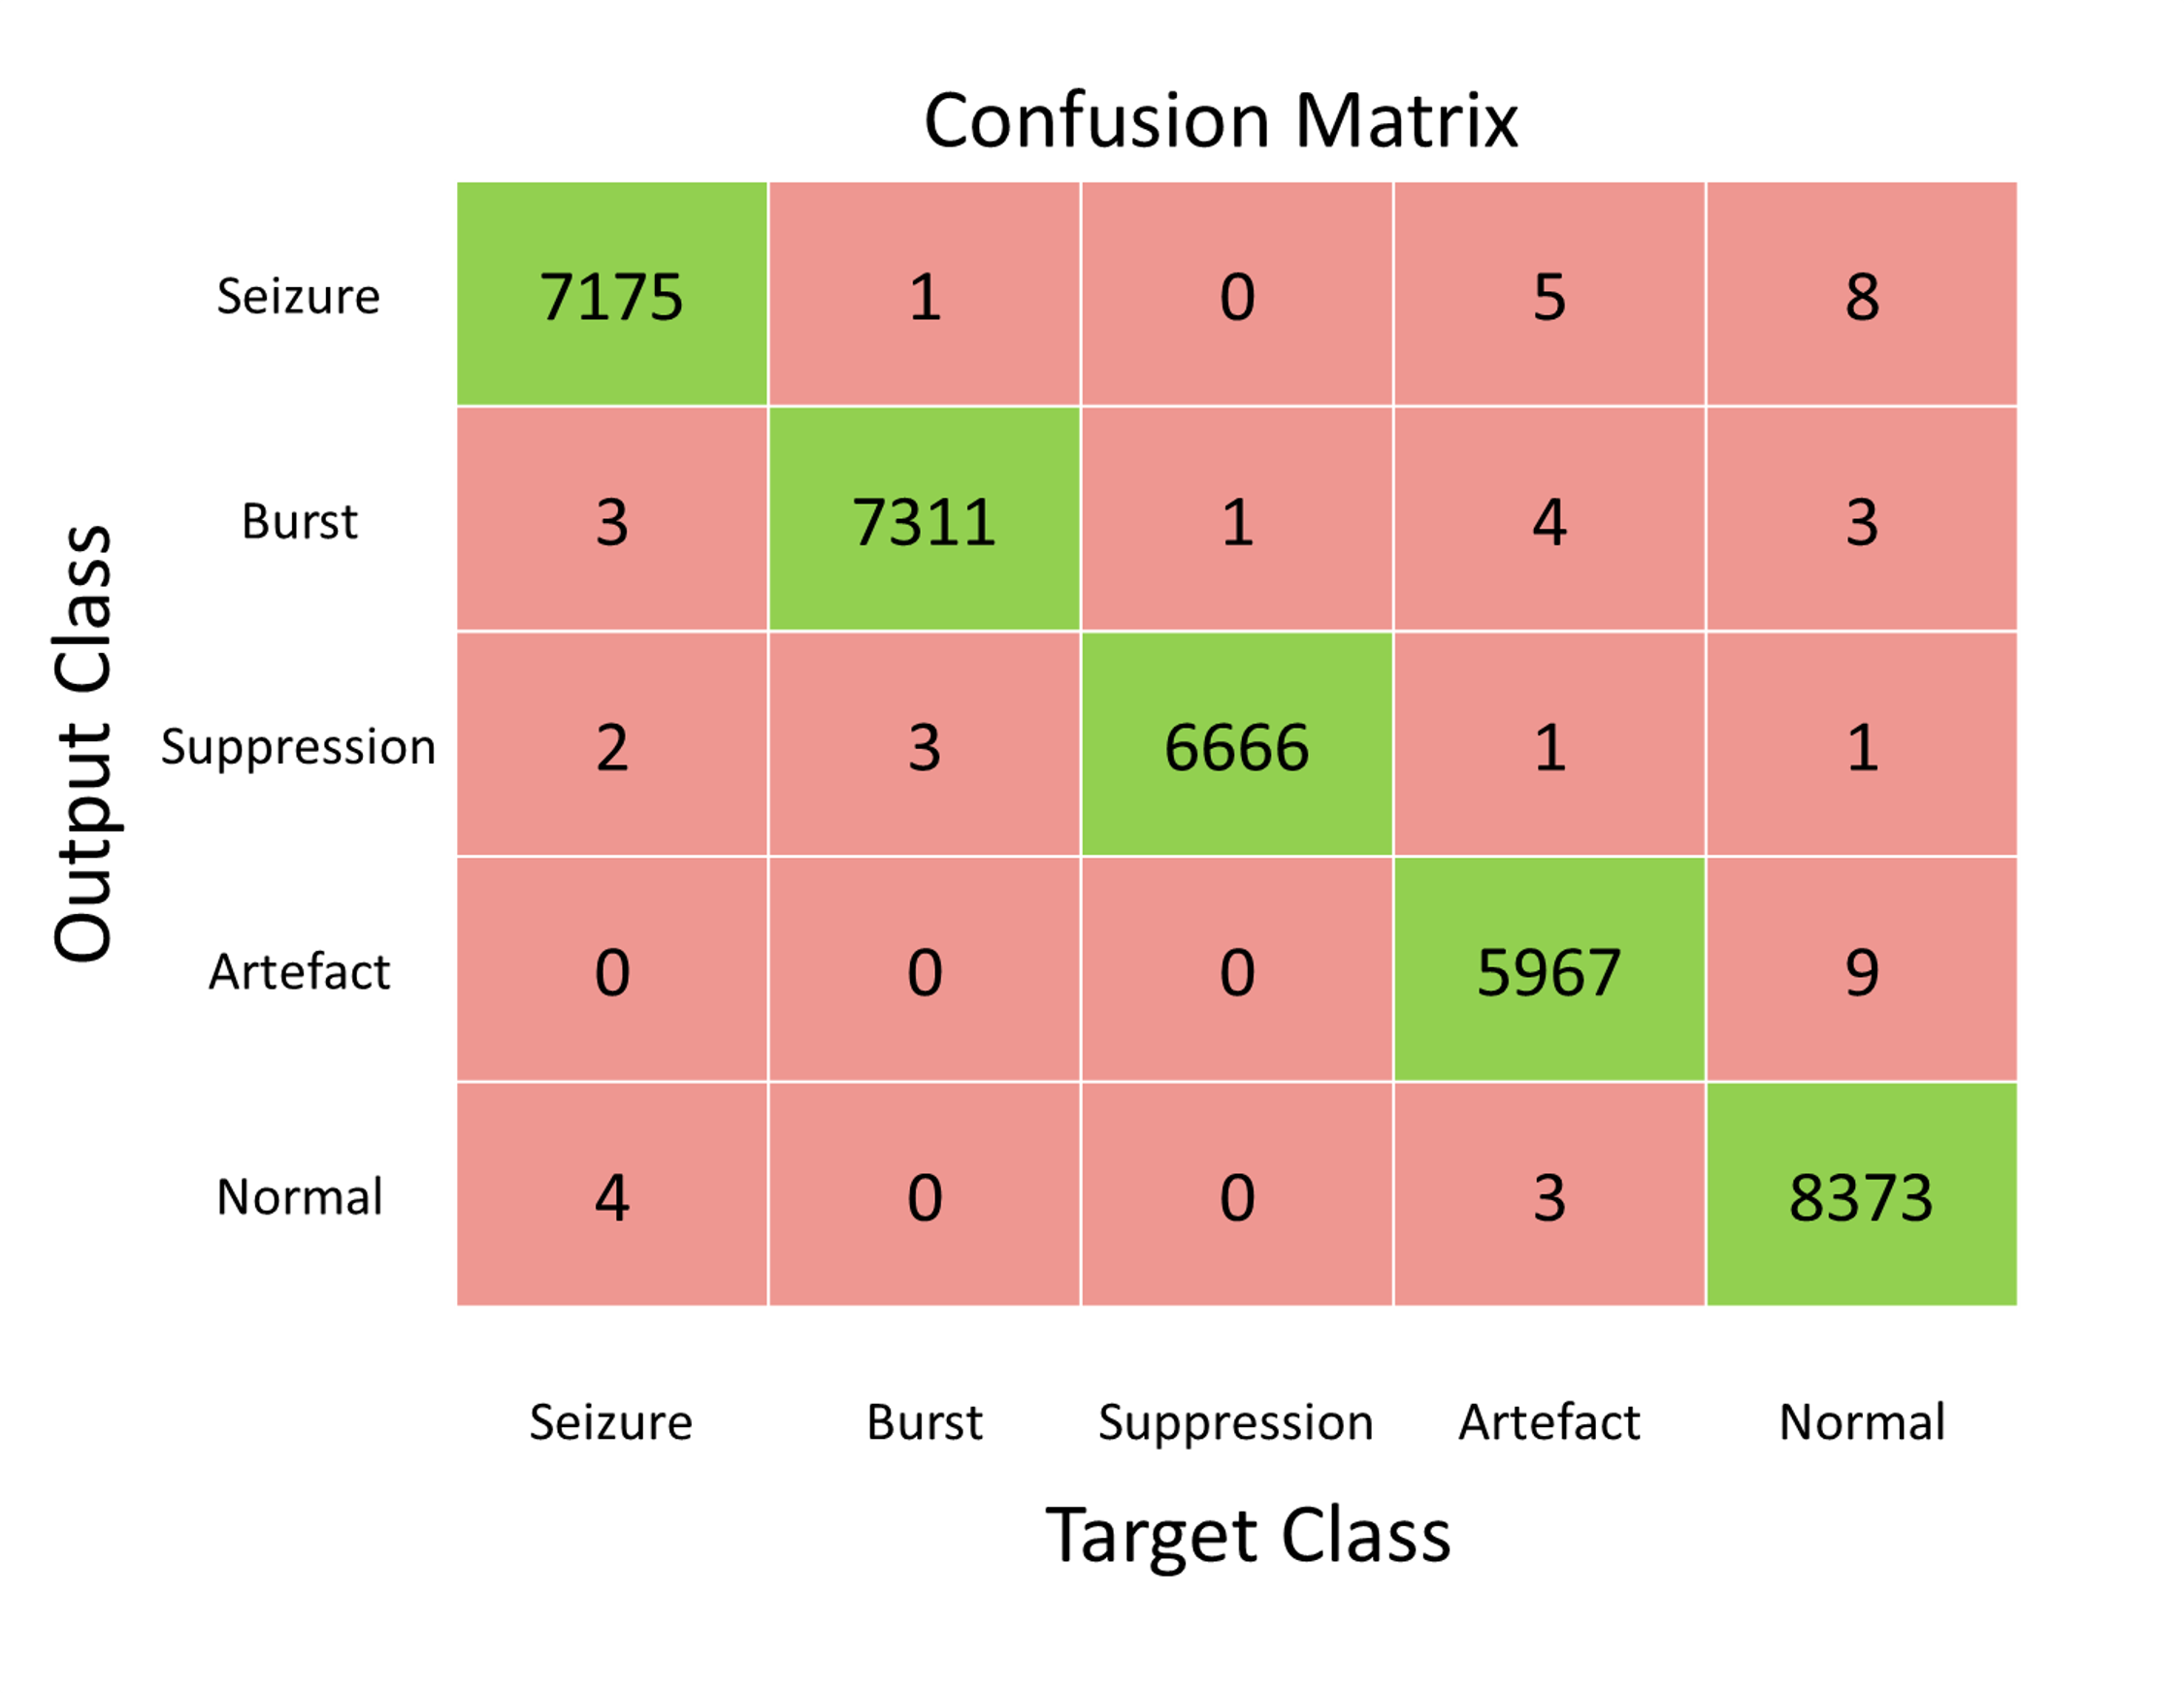 Confusion Matrix
Output Class
Seizure 7175 1 0 5 8
Burst 3 7311 1 4 3
Suppression 2 3 6666 1 1
Artefact 0 0 0 5967 9
Normal 4 0 0 3 8373
Seizure Burst Suppression Artefact Normal
Target Class